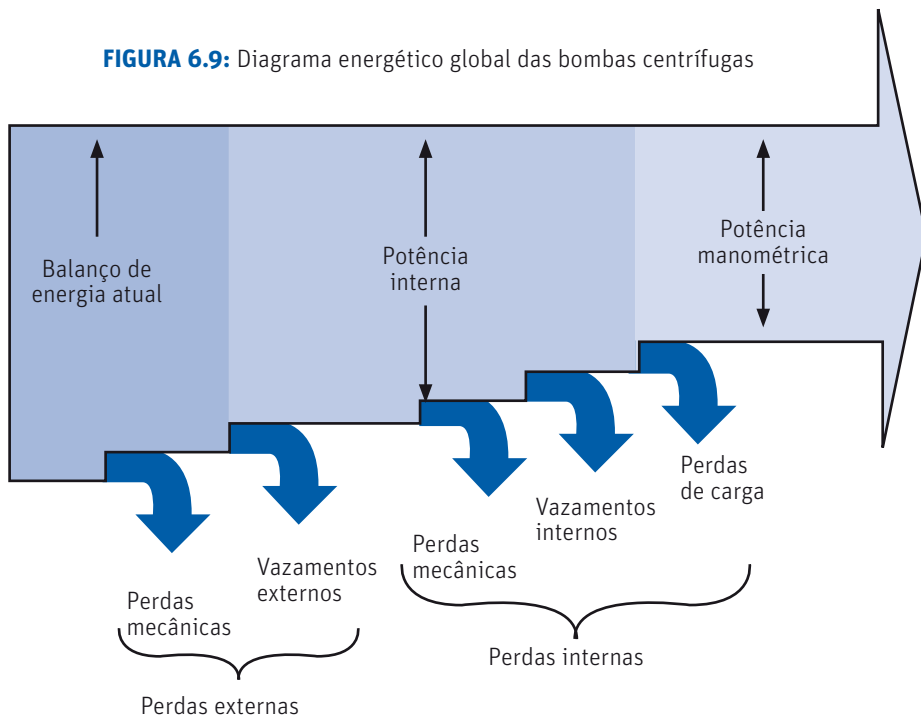 FIGURA 6.9: Diagrama energético global das bombas centrífugas
Balanço de
energia atual
Potência
interna
Potência
manométrica
Perdas
mecânicas
Vazamentos
externos
Perdas
mecânicas
Vazamentos
internos
Perdas
de carga
Perdas externas
Perdas internas